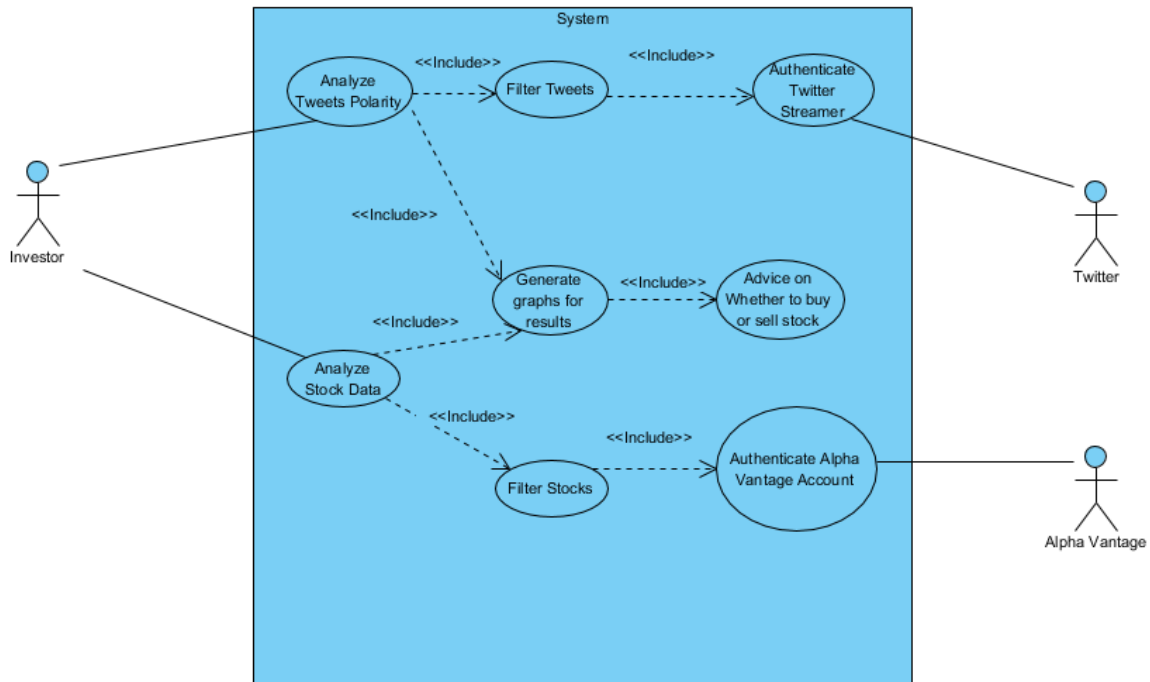 System
<<Include>>
<<Include>>
Analyze
Tweets Polarity
Filter Tweets
Authenticate
Twitter
Streamer
<<Include>>
Investor
Twitter
Generate
graphs for
results
<<Include>>
Advice on
Whether to buy
or sell stock
<<Include>>
Analyze
Stock Data
<<Include>>
<<Include>>
Filter Stocks
Authenticate Alpha
Vantage Account
Alpha Vantage